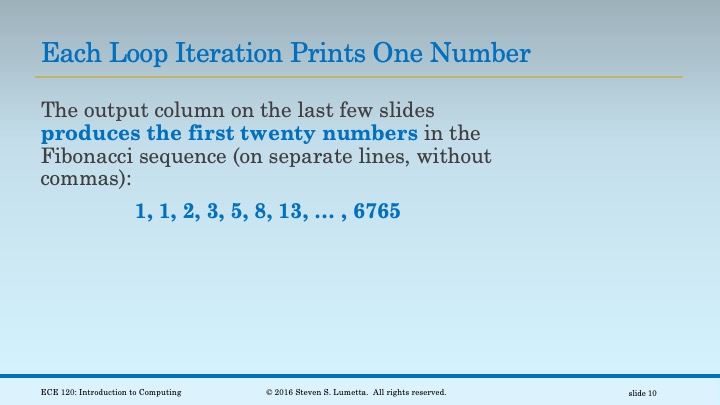 Each Loop Iteration Prints One Number
The output column on the last few slides
produces the first twenty numbers in the
Fibonacci sequence (on separate lines, without
commas):
1, 1, 2, 3, 5, 8, 13, … , 6765
ECE 120: Introduction to Computing
© 2016 Steven S. Lumetta.  All rights reserved.
slide 10